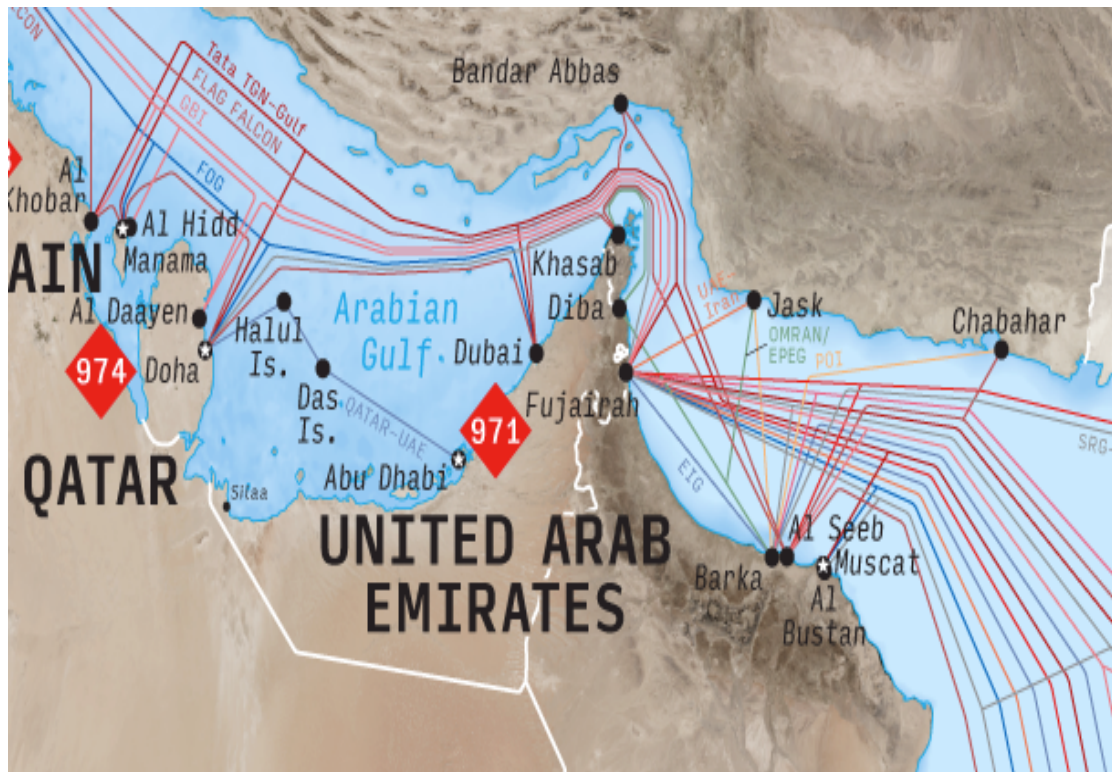 CON
Tata TGN-Gulf
FLAG FALCON
GBI
FOG
Bandar Abbas
Al
Khobar
Al Hidd
Manama
AIN
Al Daayen
974
Doha
QATAR
Halul
Is.
Das
Is.
Arabian
Gulf
QATAR-UAE
Abu Dhabi
Sitaa
Khasab
Diba
Dubai
971
Fujairah
UNITED ARAB
EMIRATES
UAE-
Iran
Jask
OMRAN/
EPEG
POI
Chabahar
SRG-
EIG
Al Seeb
Barka
Muscat
Al
Bustan